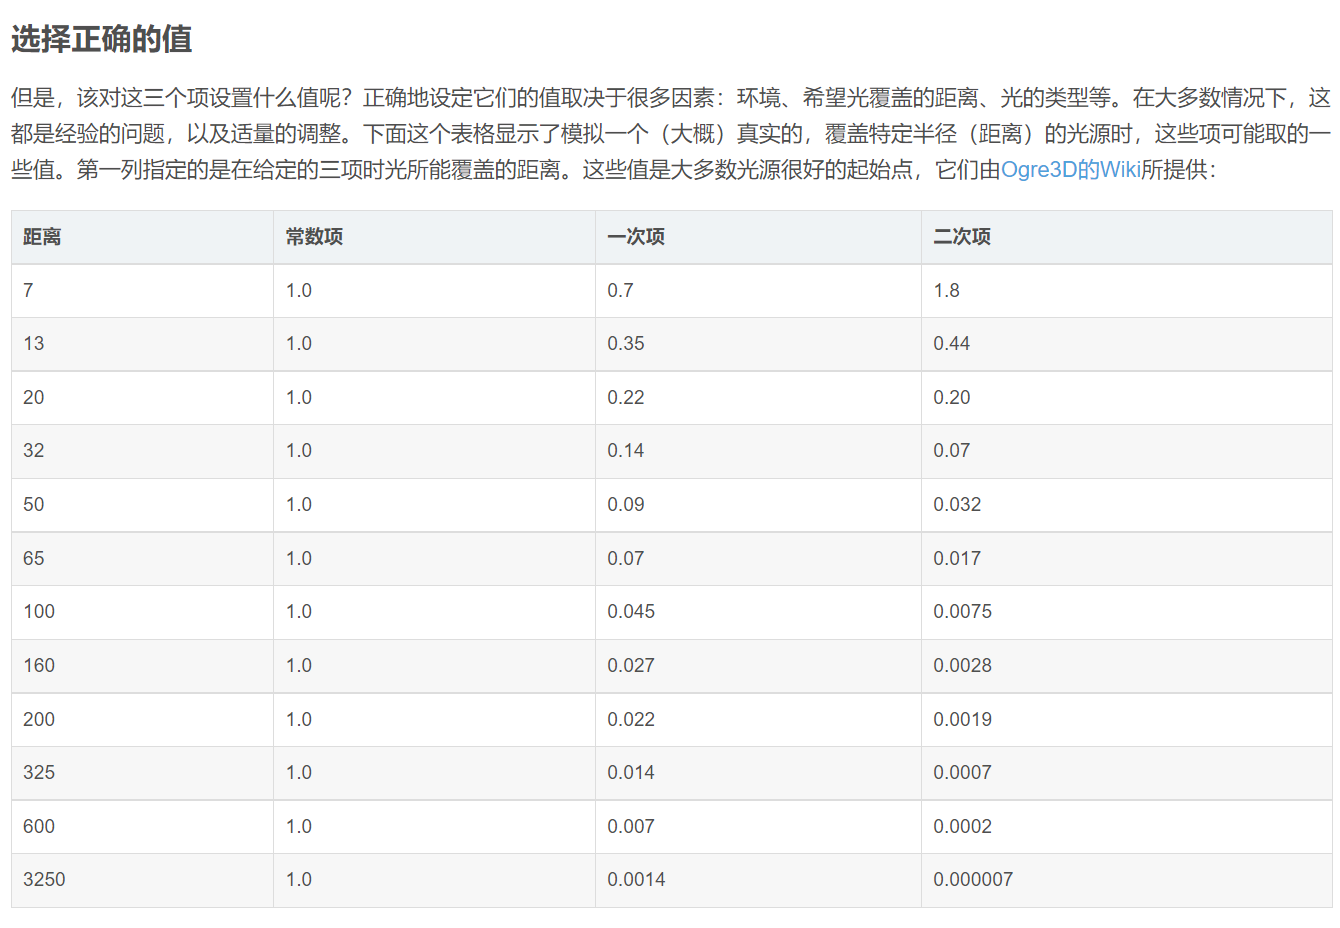 选择正确的值
但是，该对这三个项设置什么值呢？正确地设定它们的值取决于很多因素：环境、希望光覆盖的距离、光的类型等。在大多数情况下，这
都是经验的问题，以及适量的调整。下面这个表格显示了模拟一个（大概）真实的，覆盖特定半径（距离）的光源时，这些项可能取的一
些值。第一列指定的是在给定的三项时光所能覆盖的距离。这些值是大多数光源很好的起始点，它们由Ogre3D的Wiki所提供：
距离 常数项 一次项 二次项
7 1.0 0.7 1.8
13 1.0 0.35 0.44
20 1.0 0.22 0.20
32 1.0 0.14 0.07
50 1.0 0.09 0.032
65 1.0 0.07 0.017
100 1.0 0.045 0.0075
160 1.0 0.027 0.0028
200 1.0 0.022 0.0019
325 1.0 0.014 0.0007
600 1.0 0.007 0.0002
3250 1.0 0.0014 0.000007